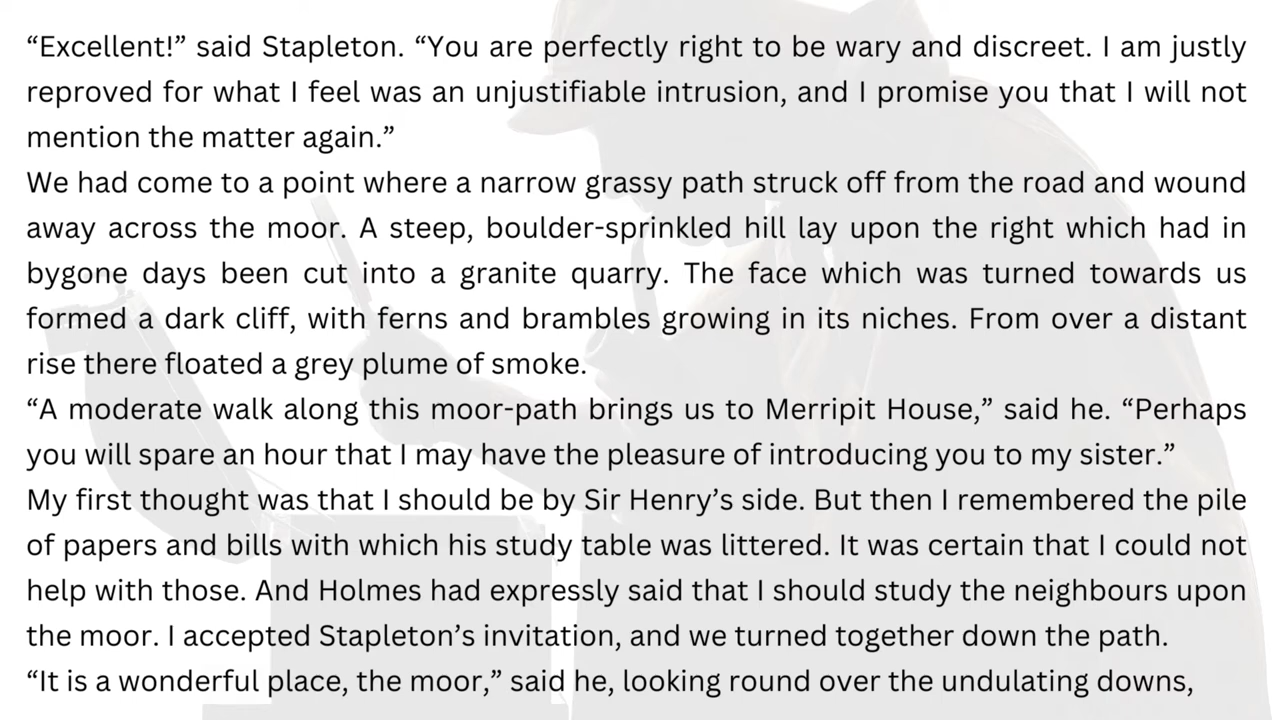 “Excellent!” said Stapleton. “You are perfectly right to be wary and discreet. I am justly
reproved for what I feel was an unjustifiable intrusion, and I promise you that I will not
mention the matter again.”
We had come to a point where a narrow grassy path struck off from the road and wound
away across the moor. A steep, boulder-sprinkled hill lay upon the right which had in
bygone days been cut into a granite quarry. The face which was turned towards us
formed a dark cliff, with ferns and brambles growing in its niches. From over a distant
rise there floated a grey plume of smoke.
“A moderate walk along this moor-path brings us to Merripit House,” said he. “Perhaps
you will spare an hour that I may have the pleasure of introducing you to my sister.”
My first thought was that I should be by Sir Henry’s side. But then I remembered the pile
of papers and bills with which his study table was littered. It was certain that I could not
help with those. And Holmes had expressly said that I should study the neighbours upon
the moor. I accepted Stapleton’s invitation, and we turned together down the path.
“It is a wonderful place, the moor,” said he, looking round over the undulating downs,